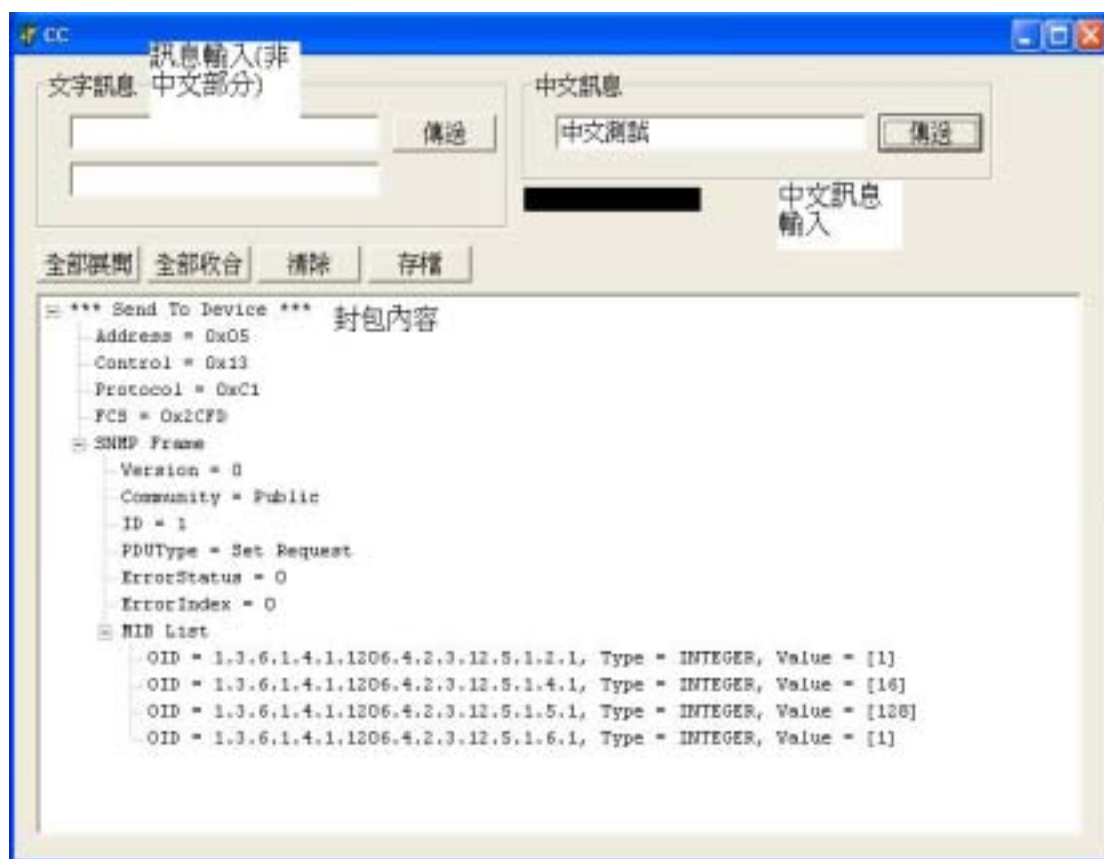 CC
訊息輸入(非
中文部分)
文字訊息
傳送
中文訊息
中文測試
傳送
中文訊息
輸入
全部展開 全部收合 清除 存檔
*** Send To Device ***
封包內容
Address = 0x05
Control = 0x13
Protocol = 0xC1
FCS = 0x2CFD
SNMP Frame
Version = 0
Community = Public
ID = 1
PDUType = Set Request
ErrorStatus = 0
ErrorIndex = 0
MIB List
OID = 1.3.6.1.4.1.1206.4.2.3.12.5.1.2.1, Type = INTEGER, Value = [1]
OID = 1.3.6.1.4.1.1206.4.2.3.12.5.1.4.1, Type = INTEGER, Value = [16]
OID = 1.3.6.1.4.1.1206.4.2.3.12.5.1.5.1, Type = INTEGER, Value = [128]
OID = 1.3.6.1.4.1.1206.4.2.3.12.5.1.6.1, Type = INTEGER, Value = [1]